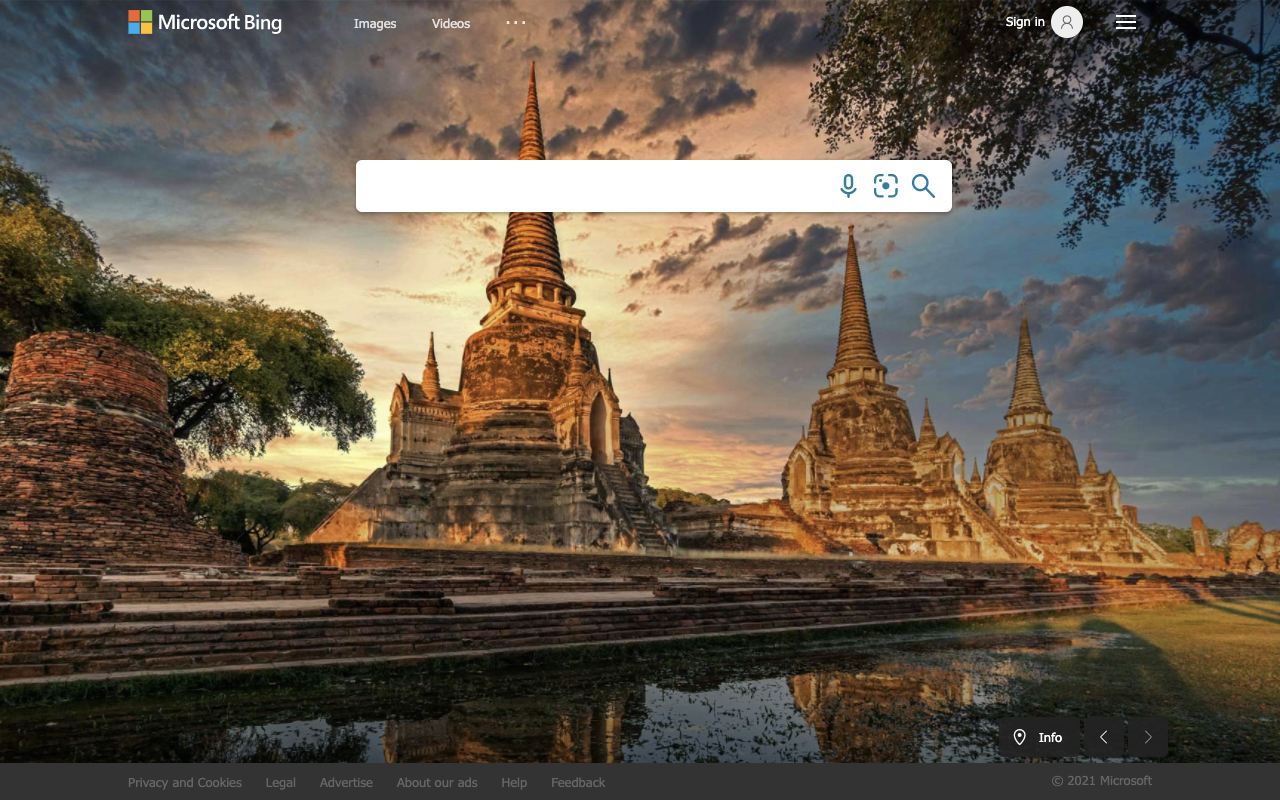 Microsoft Bing
Images
Videos
...
Sign in
Info
Privacy and Cookies
Legal
Advertise
About our ads
Help
Feedback
© 2021 Microsoft